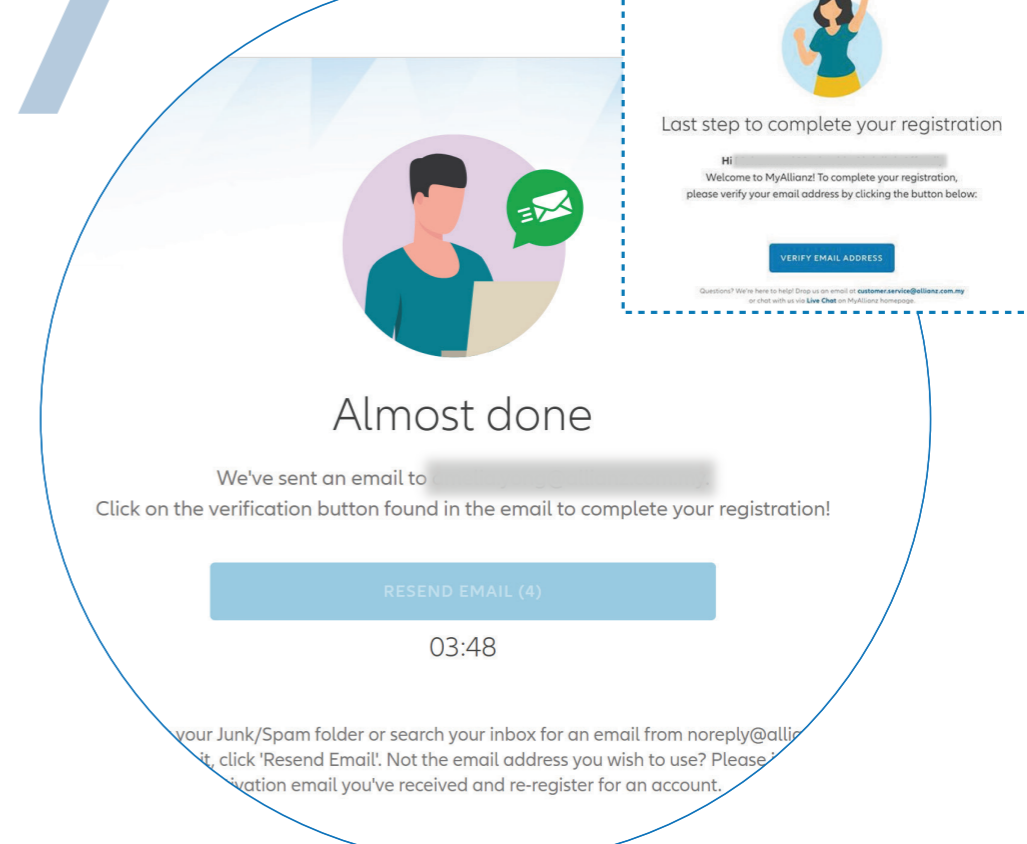 Last step to complete your registration
Hi
Welcome to MyAllianz! To complete your registration,
please verify your email address by clicking the button below:
VERIFY EMAIL ADDRESS
Questions? We're here to help! Drop us an email at customer.service@allianz.com.my
or chat with us via Live Chat on MyAllianz homepage.
Almost done
We've sent an email to
Click on the verification button found in the email to complete your registration!
RESEND EMAIL (4)
03:48
your Junk/Spam folder or search your inbox for an email from noreply@allia
it, click 'Resend Email'. Not the email address you wish to use? Please
vation email you've received and re-register for an account.